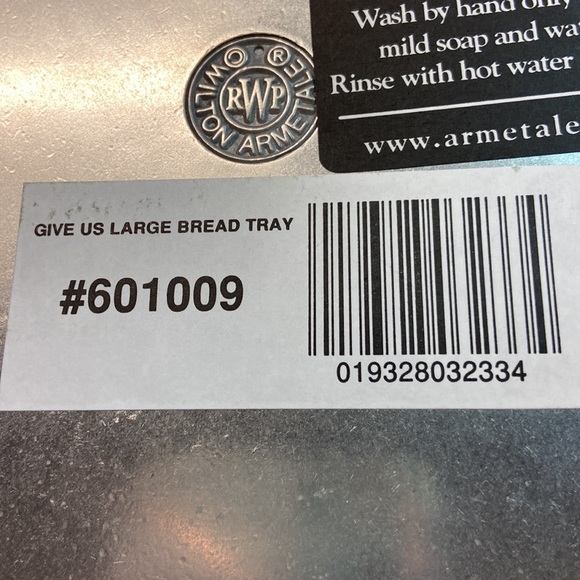 Wash by hand only
mild soap and wa
Rinse with hot water
www.armetale
© WILTON ARMETALE ®
RWP
GIVE US LARGE BREAD TRAY
#601009
019328032334